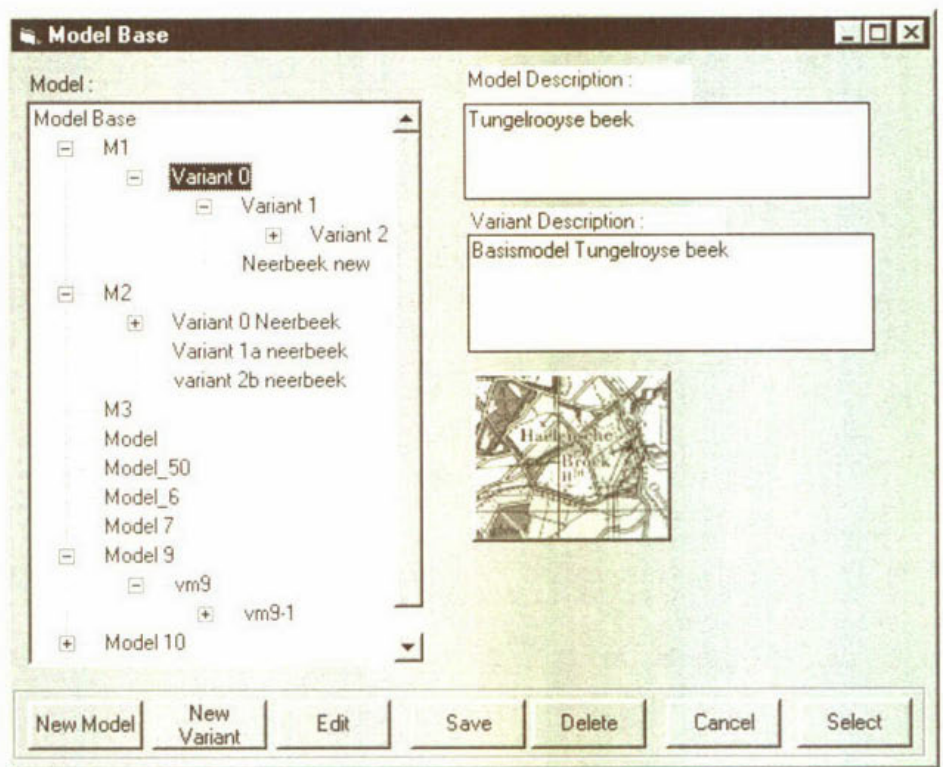 Model Base
Model :
Model Base
M1
Variant 0
Variant 1
Variant 2
Neerbeek new
M2
Variant 0 Neerbeek
Variant 1a neerbeek
variant 2b neerbeek
M3
Model
Model_50
Model_6
Model 7
Model 9
vm9
vm9-1
Model 10
Model Description :
Tungelrooyse beek
Variant Description :
Basismodel Tungelroyse beek
Haelensche
Broek
New Model
New
Variant
Edit
Save
Delete
Cancel
Select